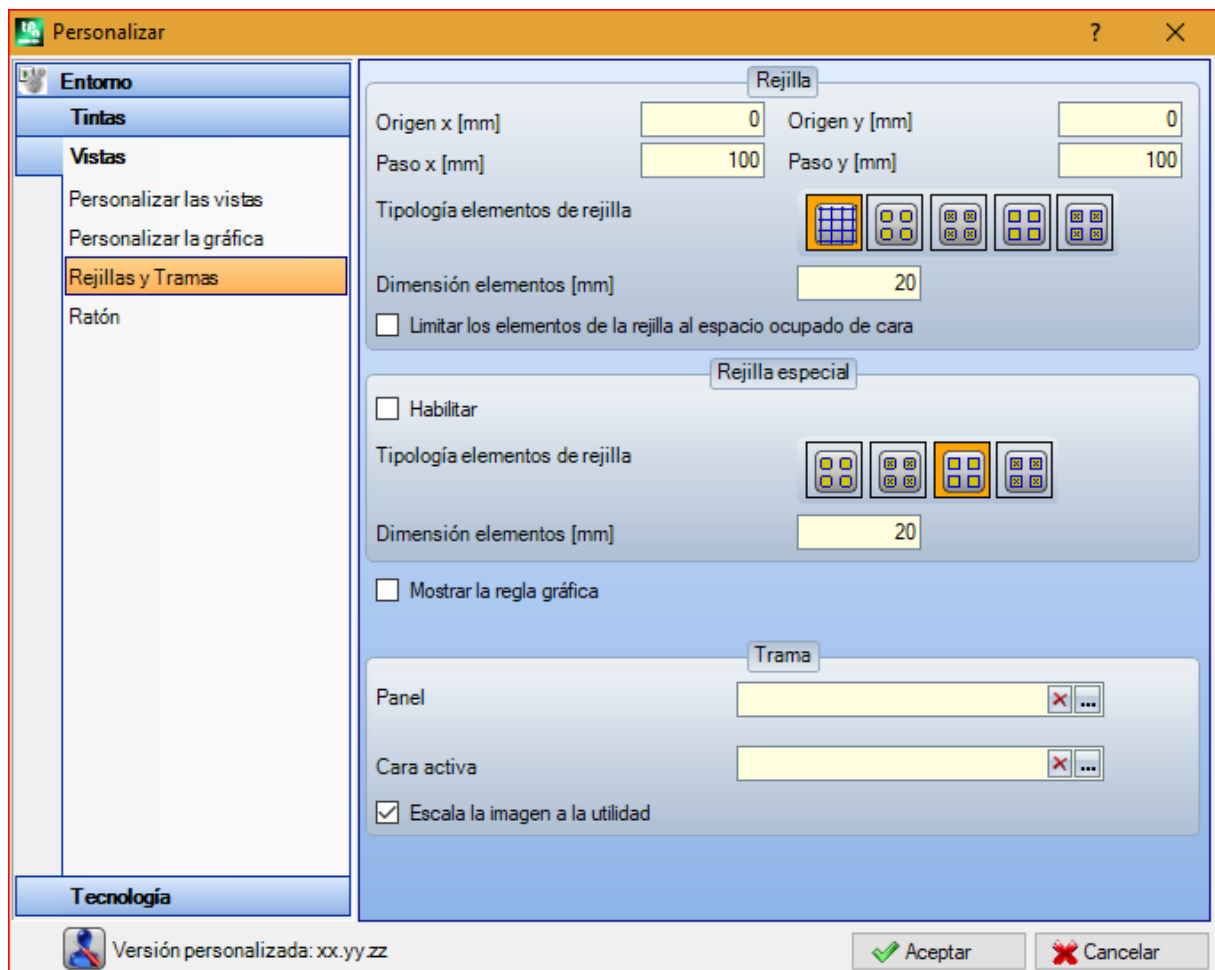 Personalizar ?
Entorno
Tintas
Vistas
Personalizar las vistas
Personalizar la gráfica
Rejillas y Tramas
Ratón
Tecnología
Rejilla
Origen x [mm] 0 Origen y [mm] 0
Paso x [mm] 100 Paso y [mm] 100
Tipología elementos de rejilla
Dimensión elementos [mm] 20
Limitar los elementos de la rejilla al espacio ocupado de cara
Rejilla especial
Habilitar
Tipología elementos de rejilla
Dimensión elementos [mm] 20
Mostrar la regla gráfica
Trama
Panel ...
Cara activa ...
Escala la imagen a la utilidad
Versión personalizada: xx.yy.zz Aceptar Cancelar